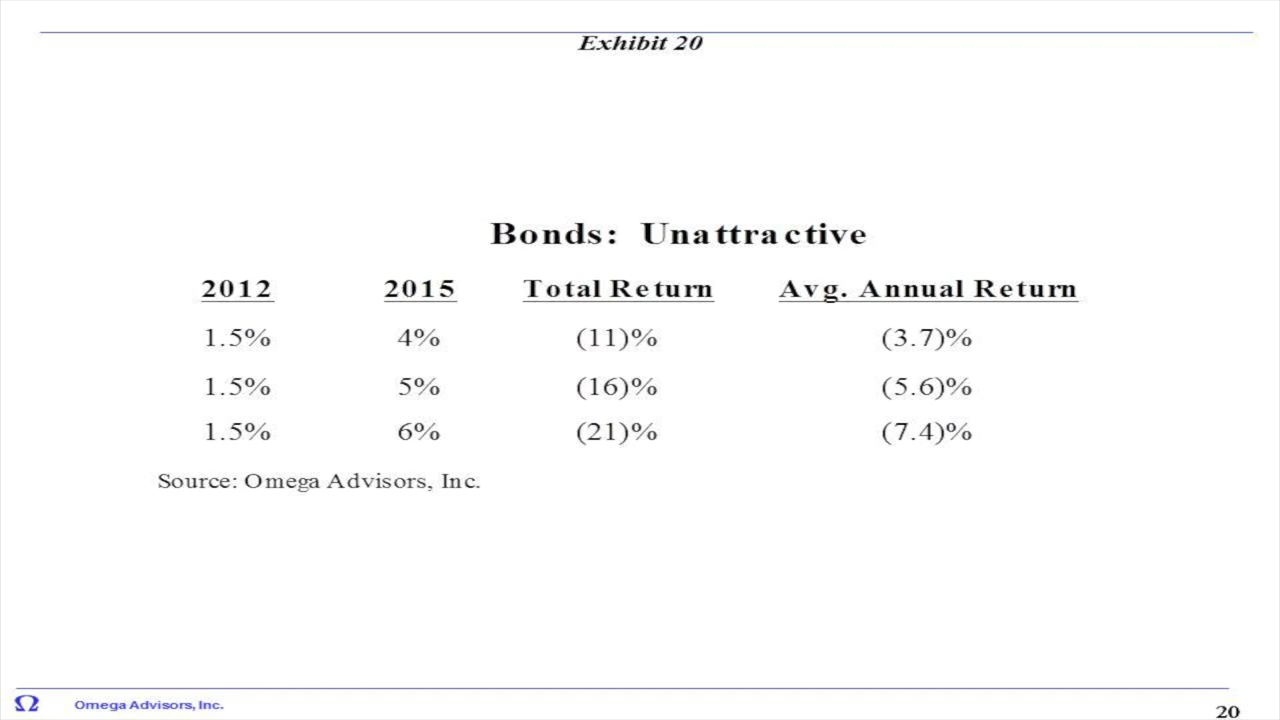 Exhibit 20
Bonds: Unattractive
2012 2015 Total Return Avg. Annual Return
1.5% 4% (11)% (3.7)%
1.5% 5% (16)% (5.6)%
1.5% 6% (21)% (7.4)%
Source: Omega Advisors, Inc.
Ω Omega Advisors, Inc.
20